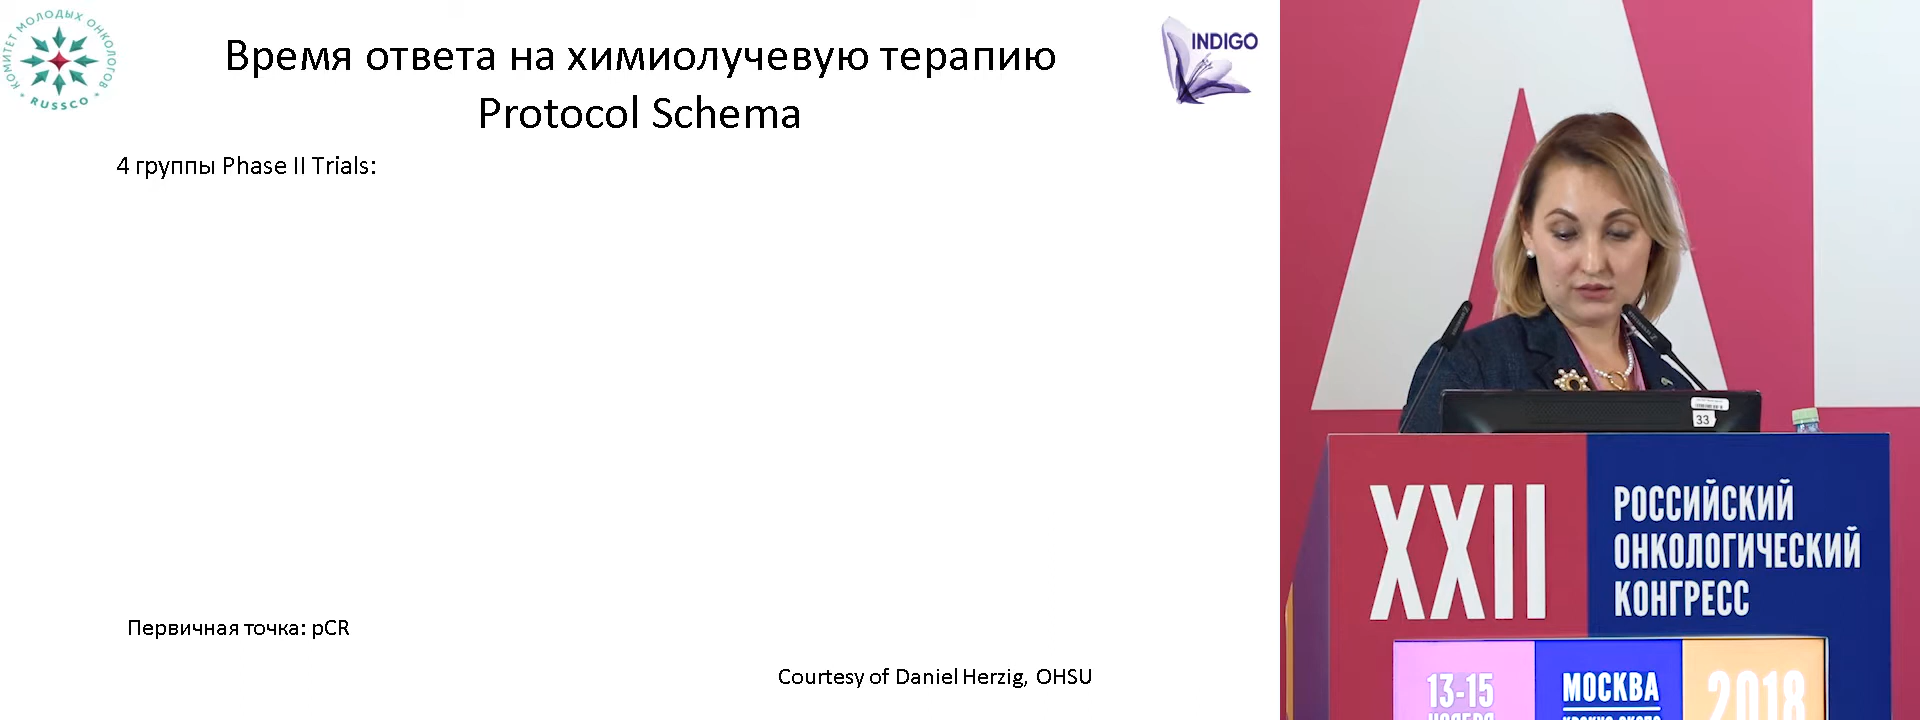 КОМИТЕТ МОЛОДЫХ ОНКОЛОГОВ
RUSSCO
Время ответа на химиолучевую терапию
Protocol Schema
INDIGO
4 группы Phase II Trials:
Первичная точка: pCR
Courtesy of Daniel Herzig, OHSU
33
XXII
РОССИЙСКИЙ
ОНКОЛОГИЧЕСКИЙ
КОНГРЕСС
13-15
НОЯБРЯ
МОСКВА
2018